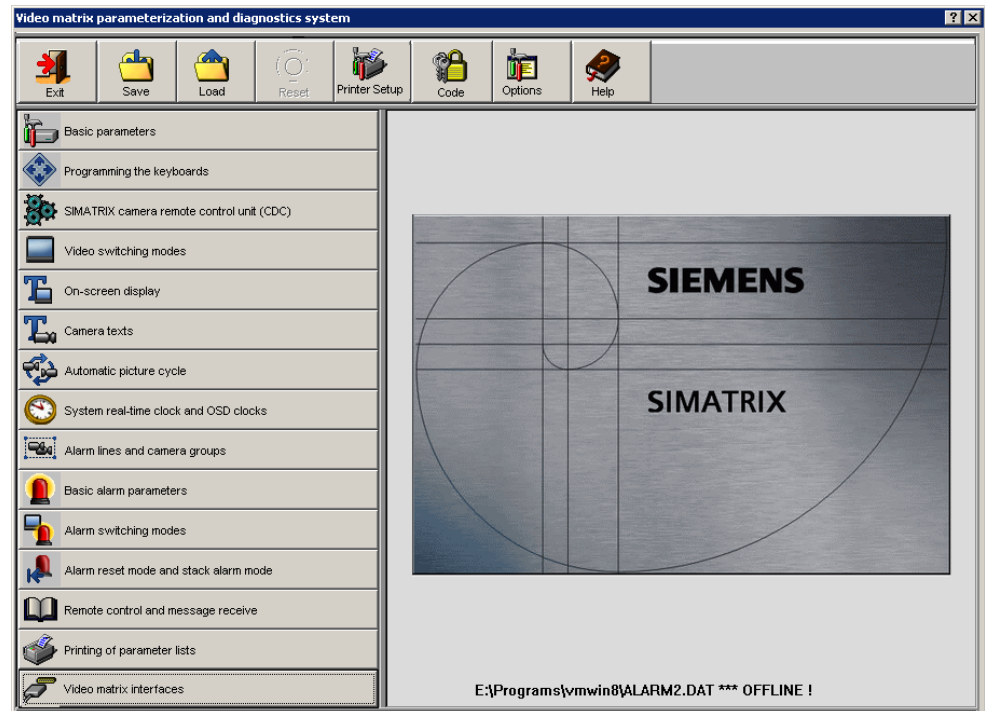 Video matrix parameterization and diagnostics system
Exit Save Load Reset Printer Setup Code Options Help
Basic parameters
Programming the keyboards
SIMATRIX camera remote control unit (CDC)
Video switching modes
On-screen display
Camera texts
Automatic picture cycle
System real-time clock and OSD clocks
Alarm lines and camera groups
Basic alarm parameters
Alarm switching modes
Alarm reset mode and stack alarm mode
Remote control and message receive
Printing of parameter lists
Video matrix interfaces
SIEMENS
SIMATRIX
E:\Programs\vmwin8\ALARM2.DAT *** OFFLINE !